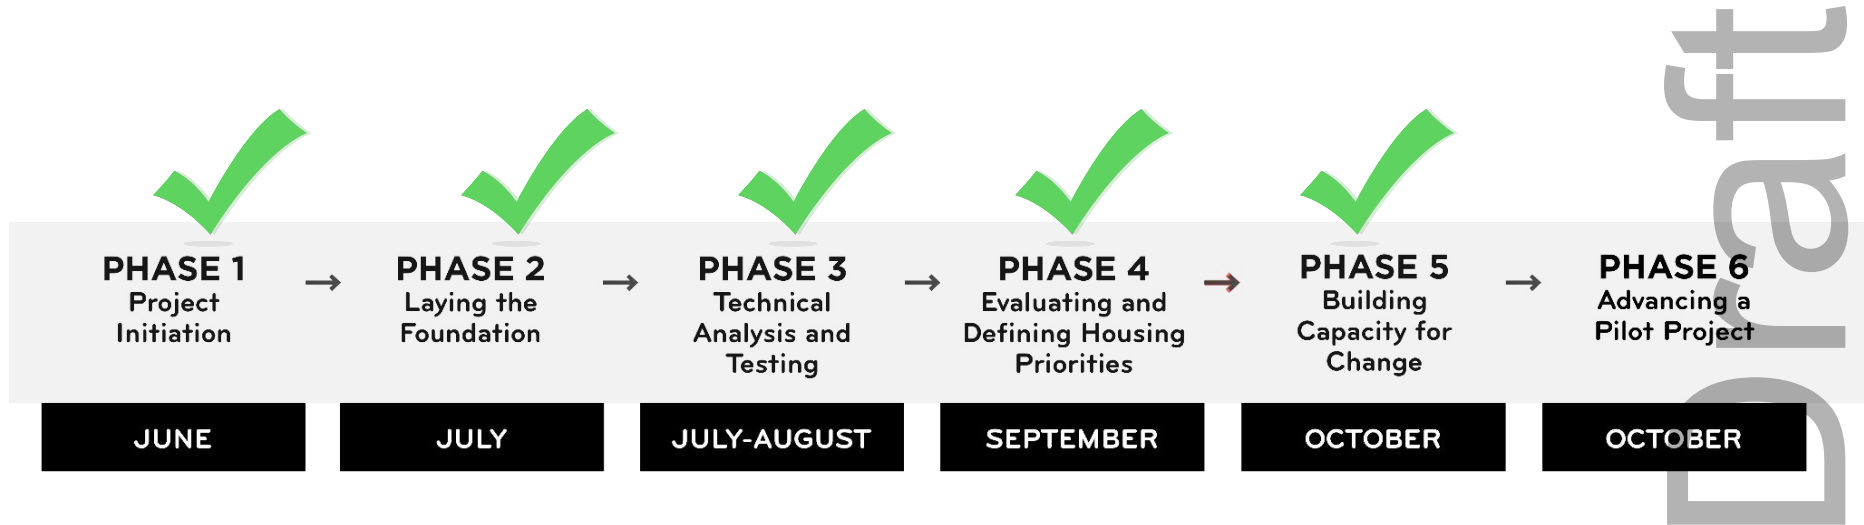 PHASE 1
Project
Initiation
JUNE
PHASE 2
Laying the
Foundation
JULY
PHASE 3
Technical
Analysis and
Testing
JULY-AUGUST
PHASE 4
Evaluating and
Defining Housing
Priorities
SEPTEMBER
PHASE 5
Building
Capacity for
Change
OCTOBER
PHASE 6
Advancing a
Pilot Project
OCTOBER
Draft